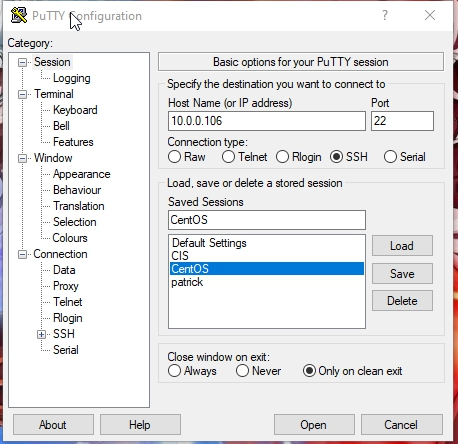 PuTTY Configuration
Category:
Session
Logging
Terminal
Keyboard
Bell
Features
Window
Appearance
Behaviour
Translation
Selection
Colours
Connection
Data
Proxy
Telnet
Rlogin
SSH
Serial
Basic options for your PuTTY session
Specify the destination you want to connect to
Host Name (or IP address) Port
10.0.0.106 22
Connection type:
Raw Telnet Rlogin SSH Serial
Load, save or delete a stored session
Saved Sessions
CentOS
Default Settings
CIS
CentOS
patrick
Load
Save
Delete
Close window on exit:
Always Never Only on clean exit
About Help Open Cancel